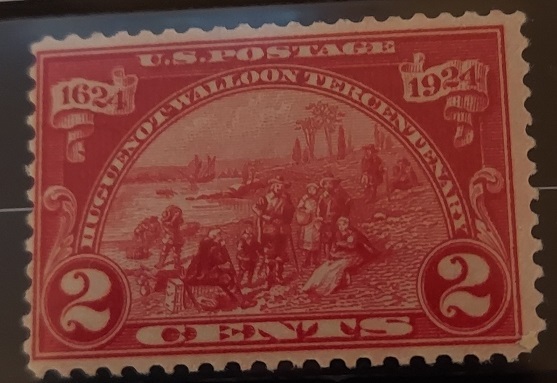 U.S. POSTAGE
1624
1924
HUGUENOT-WALLOON TERCENTENARY
2
2
CENTS